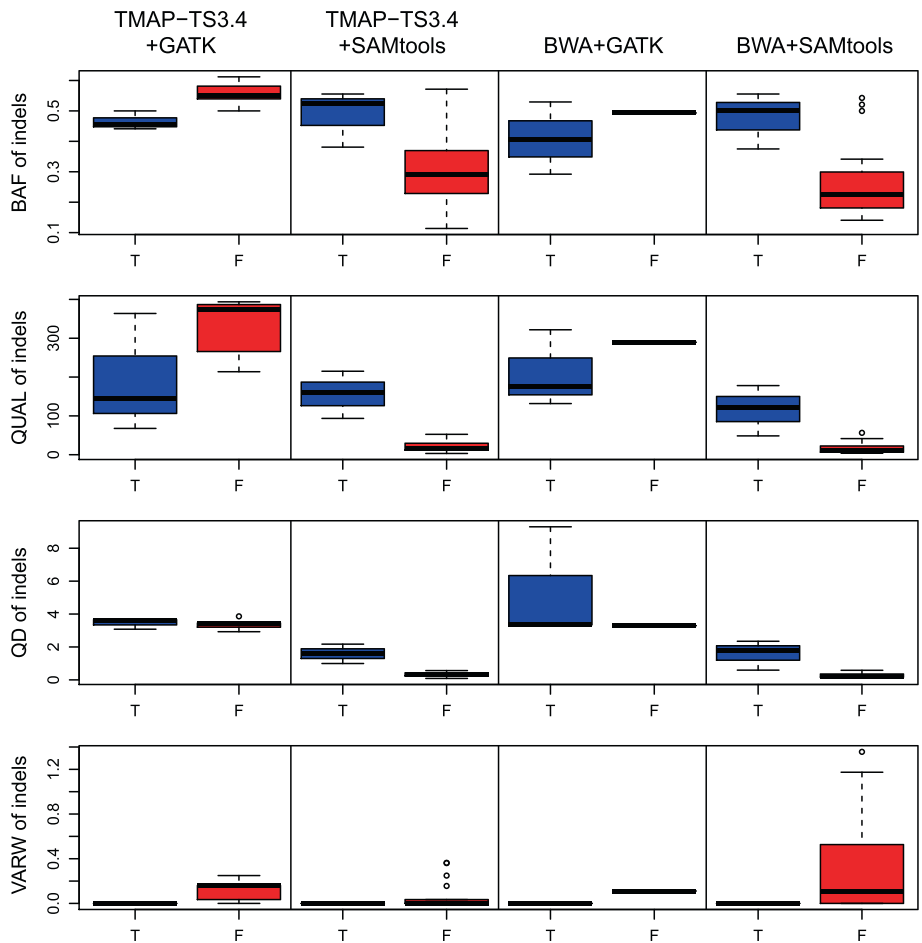 TMAP−TS3.4
+GATK
TMAP−TS3.4
+SAMtools
BWA+GATK
BWA+SAMtools
BAF of indels
0.5
0.3
0.1
T F T F T F T F
QUAL of indels
300
100
0
T F T F T F T F
QD of indels
8
6
4
2
0
T F T F T F T F
VARW of indels
1.2
0.8
0.4
0.0
T F T F T F T F